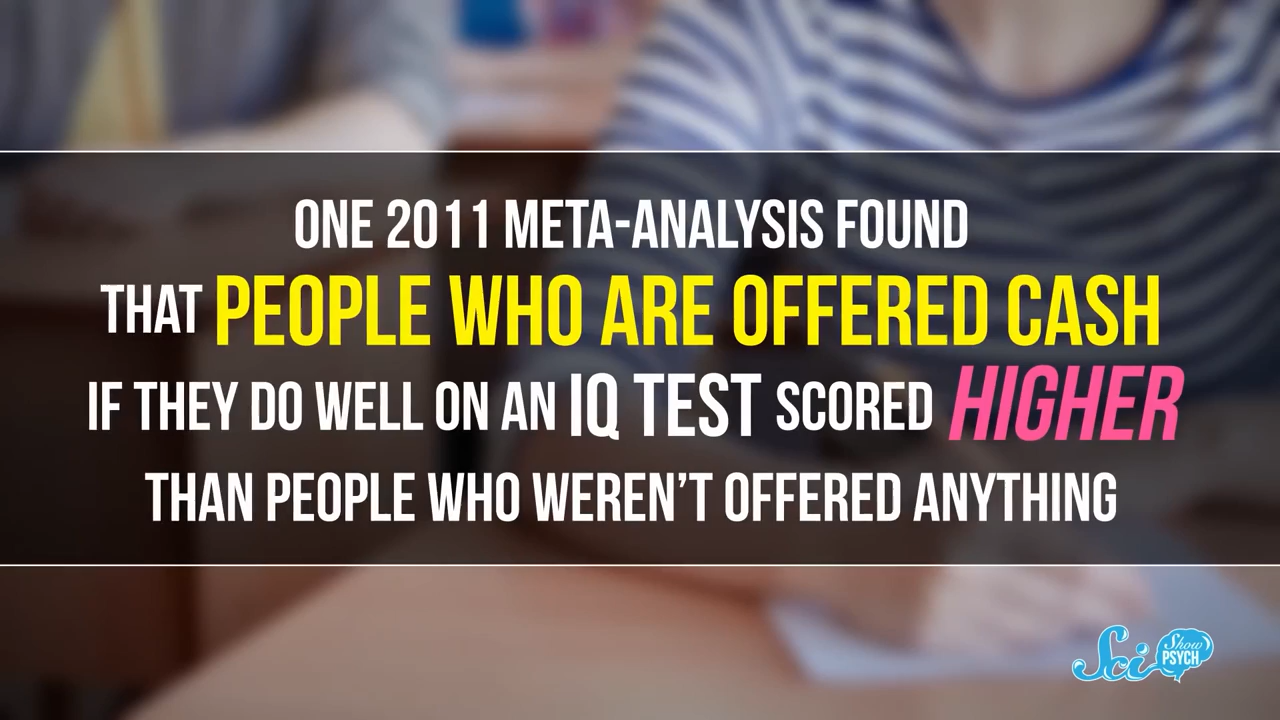 ONE 2011 META-ANALYSIS FOUND
THAT PEOPLE WHO ARE OFFERED CASH
IF THEY DO WELL ON AN IQ TEST SCORED HIGHER
THAN PEOPLE WHO WEREN'T OFFERED ANYTHING
Sci Show
PSYCH